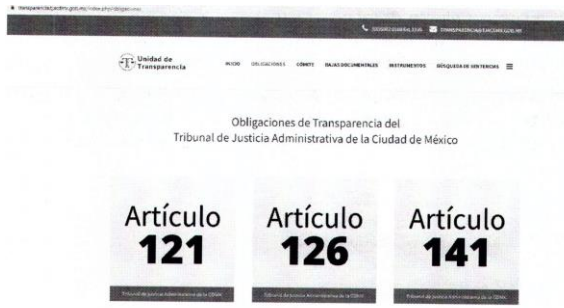 Unidad de
Transparencia
INICIO OBLIGACIONES COMITÉ BAJAS DOCUMENTALES INSTRUMENTOS BÚSQUEDA DE SENTENCIAS
Obligaciones de Transparencia del
Tribunal de Justicia Administrativa de la Ciudad de México
Artículo Artículo Artículo
121 126 141
Tribunal de Justicia Administrativa de la CDMX Tribunal de Justicia Administrativa de la CDMX Tribunal de Justicia Administrativa de la CDMX